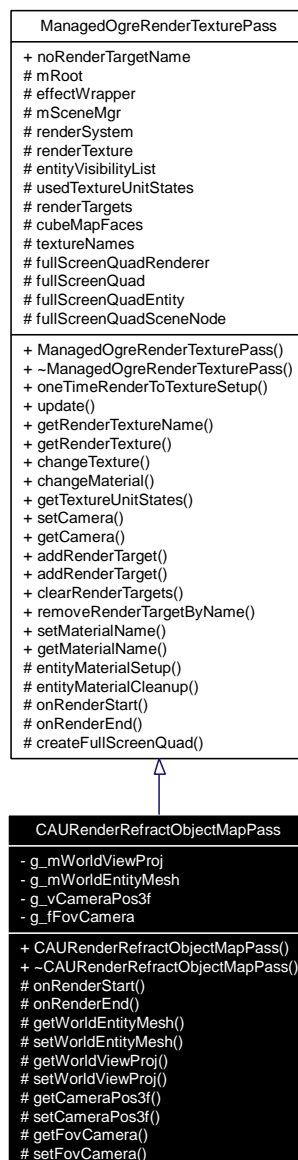 ManagedOgreRenderTexturePass
+ noRenderTargetName
# mRoot
# effectWrapper
# mSceneMgr
# renderSystem
# renderTexture
# entityVisibilityList
# usedTextureUnitStates
# renderTargets
# cubeMapFaces
# textureNames
# fullScreenQuadRenderer
# fullScreenQuad
# fullScreenQuadEntity
# fullScreenQuadSceneNode
+ ManagedOgreRenderTexturePass()
+ ~ManagedOgreRenderTexturePass()
+ oneTimeRenderToTextureSetup()
+ update()
+ getRenderTextureName()
+ getRenderTexture()
+ changeTexture()
+ changeMaterial()
+ getTextureUnitStates()
+ setCamera()
+ getCamera()
+ addRenderTarget()
+ addRenderTarget()
+ clearRenderTargets()
+ removeRenderTargetByName()
+ setMaterialName()
+ getMaterialName()
# entityMaterialSetup()
# entityMaterialCleanup()
# onRenderStart()
# onRenderEnd()
# createFullScreenQuad()
CAURenderRefractObjectMapPass
- g_mWorldViewProj
- g_mWorldEntityMesh
- g_vCameraPos3f
- g_fFovCamera
+ CAURenderRefractObjectMapPass()
+ ~CAURenderRefractObjectMapPass()
# onRenderStart()
# onRenderEnd()
# getWorldEntityMesh()
# setWorldEntityMesh()
# getWorldViewProj()
# setWorldViewProj()
# getCameraPos3f()
# setCameraPos3f()
# getFovCamera()
# setFovCamera()